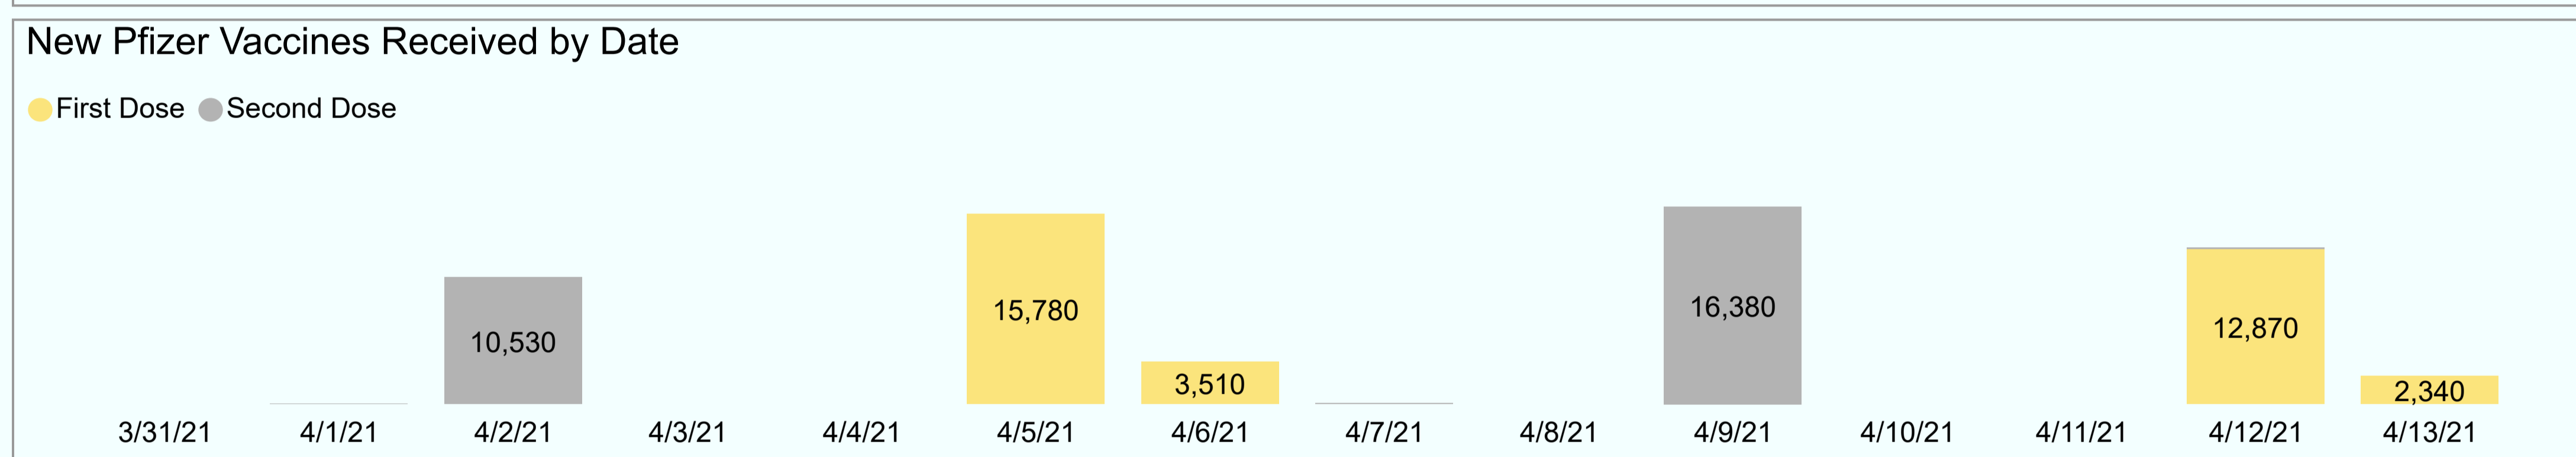 New Pfizer Vaccines Received by Date
First Dose Second Dose
10,530
15,780
3,510
16,380
12,870
2,340
3/31/21 4/1/21 4/2/21 4/3/21 4/4/21 4/5/21 4/6/21 4/7/21 4/8/21 4/9/21 4/10/21 4/11/21 4/12/21 4/13/21